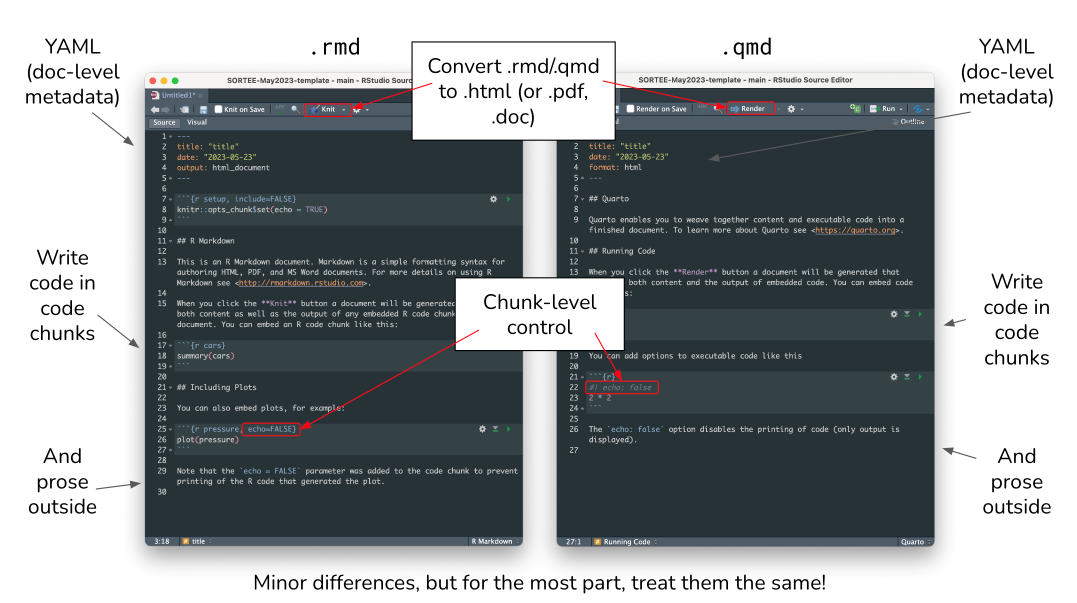 YAML
(doc-level
metadata)
.rmd
Convert .rmd/.qmd
to .html (or .pdf,
.doc)
.qmd
YAML
(doc-level
metadata)
SORTEE-May2023-template - main - RStudio Sour
Untitled1*
Knit on Save
ABC
Knit
Source Visual
1 ---
2 title: "title"
3 date: "2023-05-23"
4 output: html_document
5 ---
6
7 ```{r setup, include=FALSE}
8 knitr::opts_chunk$set(echo = TRUE)
9 ```
10
11 ## R Markdown
12
13 This is an R Markdown document. Markdown is a simple formatting syntax for
authoring HTML, PDF, and MS Word documents. For more details on using R
Markdown see <http://rmarkdown.rstudio.com>.
14
15 When you click the **Knit** button a document will be generated
both content as well as the output of any embedded R code chunk
document. You can embed an R code chunk like this:
16
17 ```{r cars}
18 summary(cars)
19 ```
20
21 ## Including Plots
22
23 You can also embed plots, for example:
24
25 ```{r pressure, echo=FALSE}
26 plot(pressure)
27 ```
28
29 Note that the `echo = FALSE` parameter was added to the code chunk to prevent
printing of the R code that generated the plot.
30
3:18 # title R Markdown
SORTEE-May2023-template - main - RStudio Source Editor
Render on Save
Render
Run
Outline
2 title: "title"
3 date: "2023-05-23"
4 format: html
5 ---
6
7 ## Quarto
8
9 Quarto enables you to weave together content and executable code into a
finished document. To learn more about Quarto see <https://quarto.org>.
10
11 ## Running Code
12
13 When you click the **Render** button a document will be generated that
both content and the output of embedded code. You can embed code
s:
19 You can add options to executable code like this
20
21 ```{r}
22 #| echo: false
23 2 * 2
24 ```
25
26 The `echo: false` option disables the printing of code (only output is
displayed).
27
27:1 # Running Code Quarto
Write
code in
code
chunks
Chunk-level
control
Write
code in
code
chunks
And
prose
outside
And
prose
outside
Minor differences, but for the most part, treat them the same!